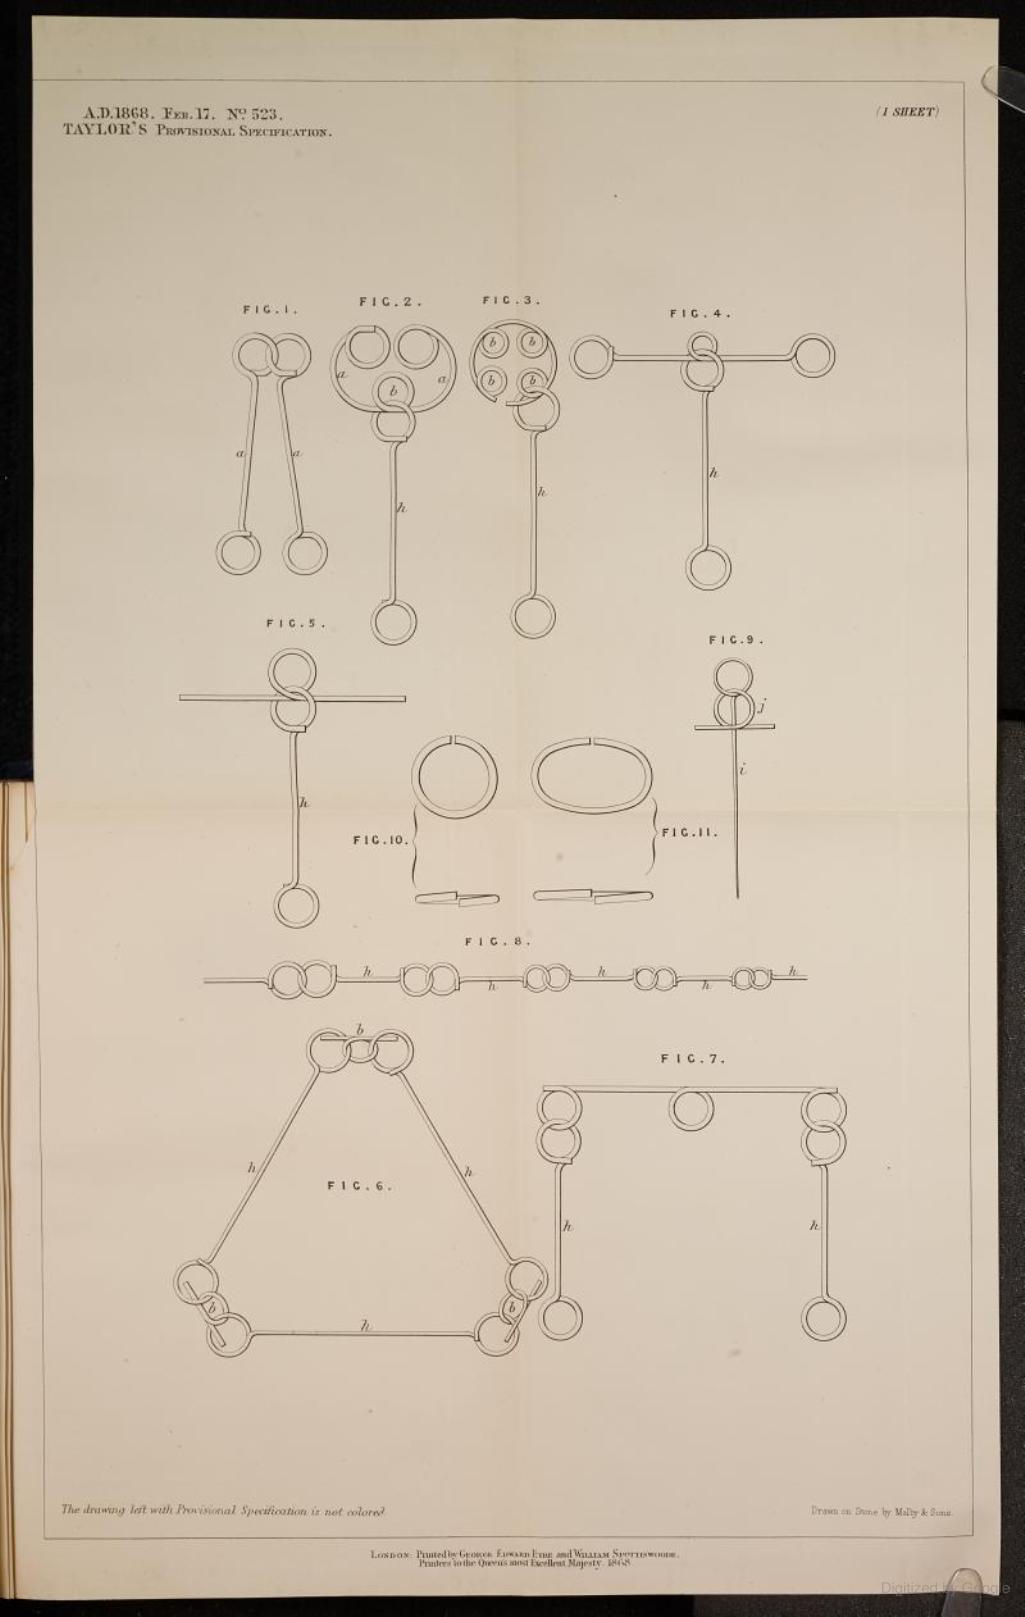 A.D. 1868. FEB. 17. Nº 523.
TAYLOR'S PROVISIONAL SPECIFICATION.
(1 SHEET)
FIG. 1.
FIG. 2.
FIG. 3.
FIG. 4.
a
a
b
b
b
b
b
a
a
h
h
h
FIG. 5.
FIG. 9.
j
i
h
FIG. 10.
FIG. 11.
FIG. 8.
h
h
h
h
h
b
FIG. 7.
h
h
FIG. 6.
h
h
b
b
h
The drawing left with Provisional Specification is not colored.
Drawn on Stone by Malby & Sons.
LONDON: Printed by GEORGE EDWARD EYRE and WILLIAM SPOTTISWOODE,
Printers to the Queen's most Excellent Majesty. 1868.
Digitized by Google